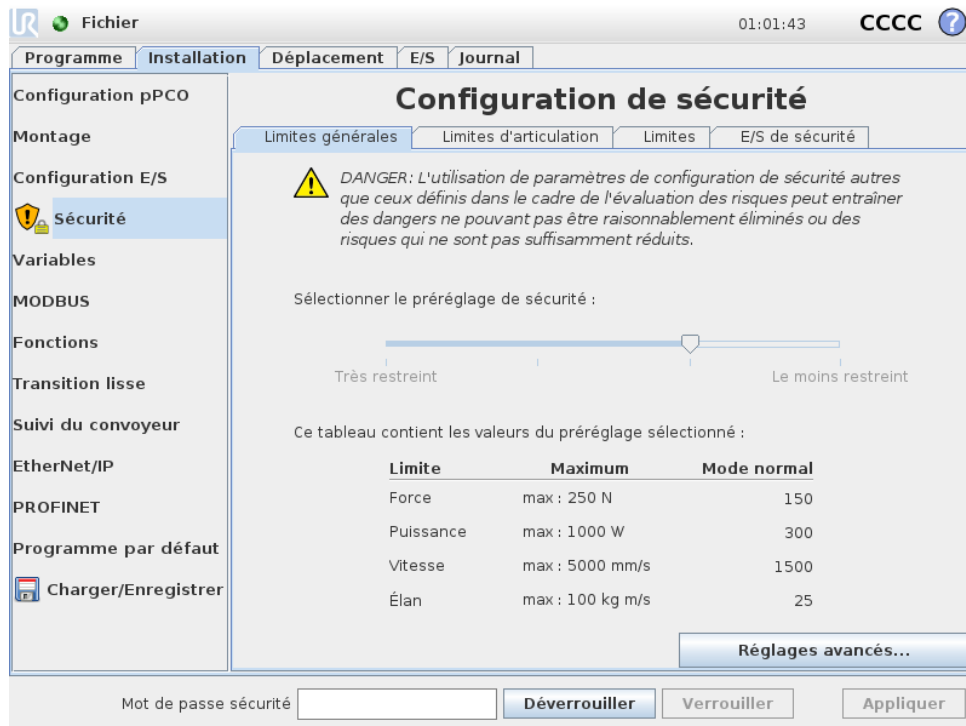 UR Fichier 01:01:43 CCCC ?
Programme Installation Déplacement E/S Journal
Configuration pPCO
Montage
Configuration E/S
Sécurité
Variables
MODBUS
Fonctions
Transition lisse
Suivi du convoyeur
EtherNet/IP
PROFINET
Programme par défaut
Charger/Enregistrer
Configuration de sécurité
Limites générales Limites d'articulation Limites E/S de sécurité
DANGER: L'utilisation de paramètres de configuration de sécurité autres
que ceux définis dans le cadre de l'évaluation des risques peut entraîner
des dangers ne pouvant pas être raisonnablement éliminés ou des
risques qui ne sont pas suffisamment réduits.
Sélectionner le préréglage de sécurité :
Très restreint Le moins restreint
Ce tableau contient les valeurs du préréglage sélectionné :
Limite Maximum Mode normal
Force max : 250 N 150
Puissance max : 1000 W 300
Vitesse max : 5000 mm/s 1500
Élan max : 100 kg m/s 25
Réglages avancés...
Mot de passe sécurité Déverrouiller Verrouiller Appliquer